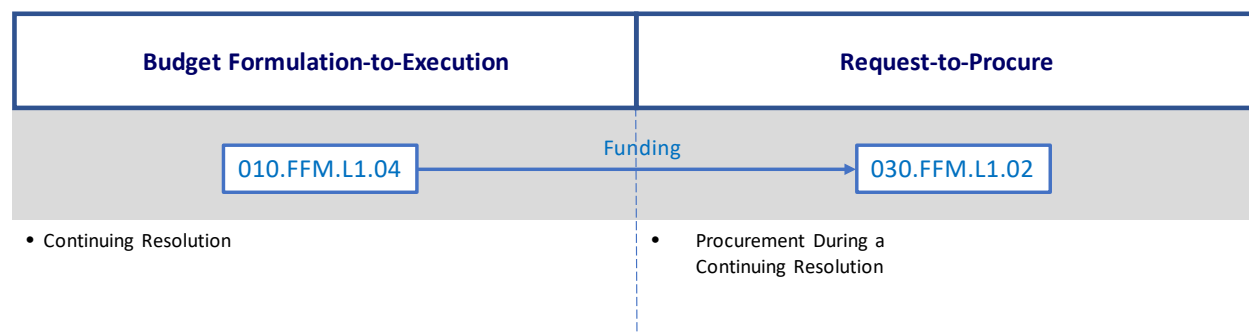 Budget Formulation-to-Execution
Request-to-Procure
Funding
010.FFM.L1.04
030.FFM.L1.02
• Continuing Resolution
• Procurement During a
Continuing Resolution